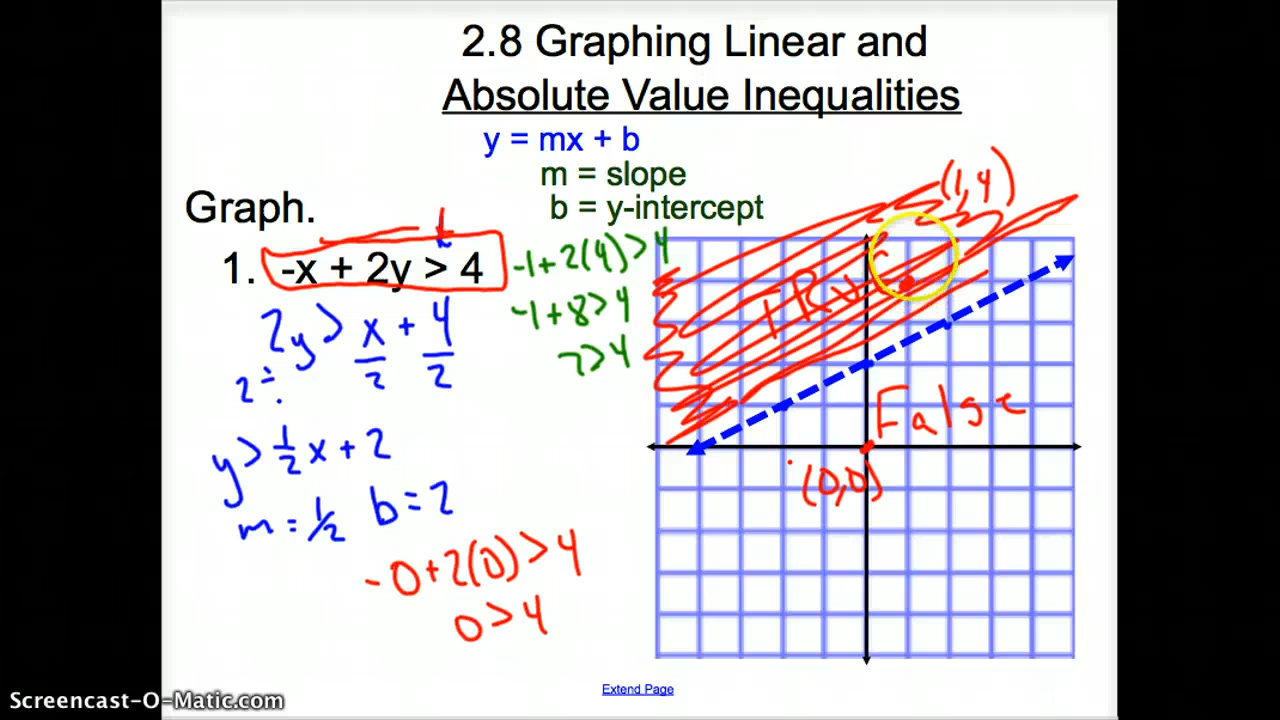 2.8 Graphing Linear and
Absolute Value Inequalities
y = mx + b
m = slope
b = y-intercept
Graph.
1. -x + 2y > 4
2y > x + 4
2 2
2 ÷
y > 1/2 x + 2
m = 1/2 b = 2
-0 + 2(0) > 4
0 > 4
-1 + 2(4) > 4
-1 + 8 > 4
7 > 4
(1,4)
False
(0,0)
Extend Page
Screencast-O-Matic.com